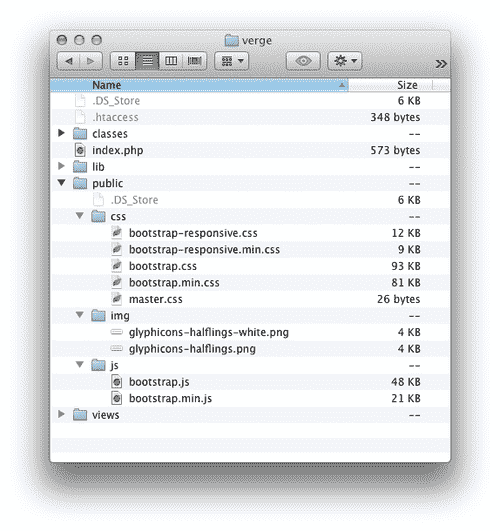 verge
Name Size
.DS_Store 6 KB
.htaccess 348 bytes
classes --
index.php 573 bytes
lib --
public --
.DS_Store 6 KB
css --
bootstrap-responsive.css 12 KB
bootstrap-responsive.min.css 9 KB
bootstrap.css 93 KB
bootstrap.min.css 81 KB
master.css 26 bytes
img --
glyphicons-halflings-white.png 4 KB
glyphicons-halflings.png 4 KB
js --
bootstrap.js 48 KB
bootstrap.min.js 21 KB
views --